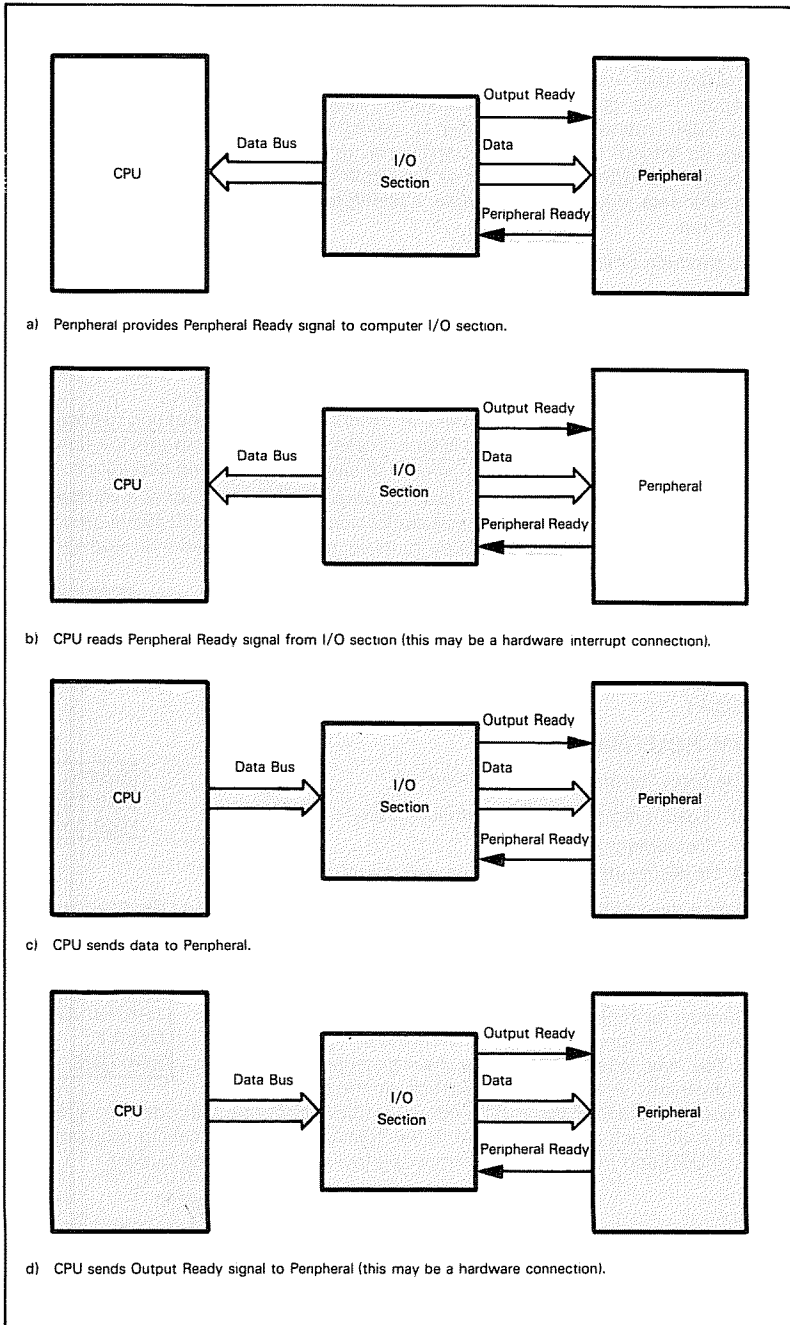 Output Ready
Data Bus
Data
CPU
I/O
Section
Peripheral
Peripheral Ready
a) Peripheral provides Peripheral Ready signal to computer I/O section.
Output Ready
Data Bus
Data
CPU
I/O
Section
Peripheral
Peripheral Ready
b) CPU reads Peripheral Ready signal from I/O section (this may be a hardware interrupt connection).
Output Ready
Data Bus
Data
CPU
I/O
Section
Peripheral
Peripheral Ready
c) CPU sends data to Peripheral.
Output Ready
Data Bus
Data
CPU
I/O
Section
Peripheral
Peripheral Ready
d) CPU sends Output Ready signal to Peripheral (this may be a hardware connection).